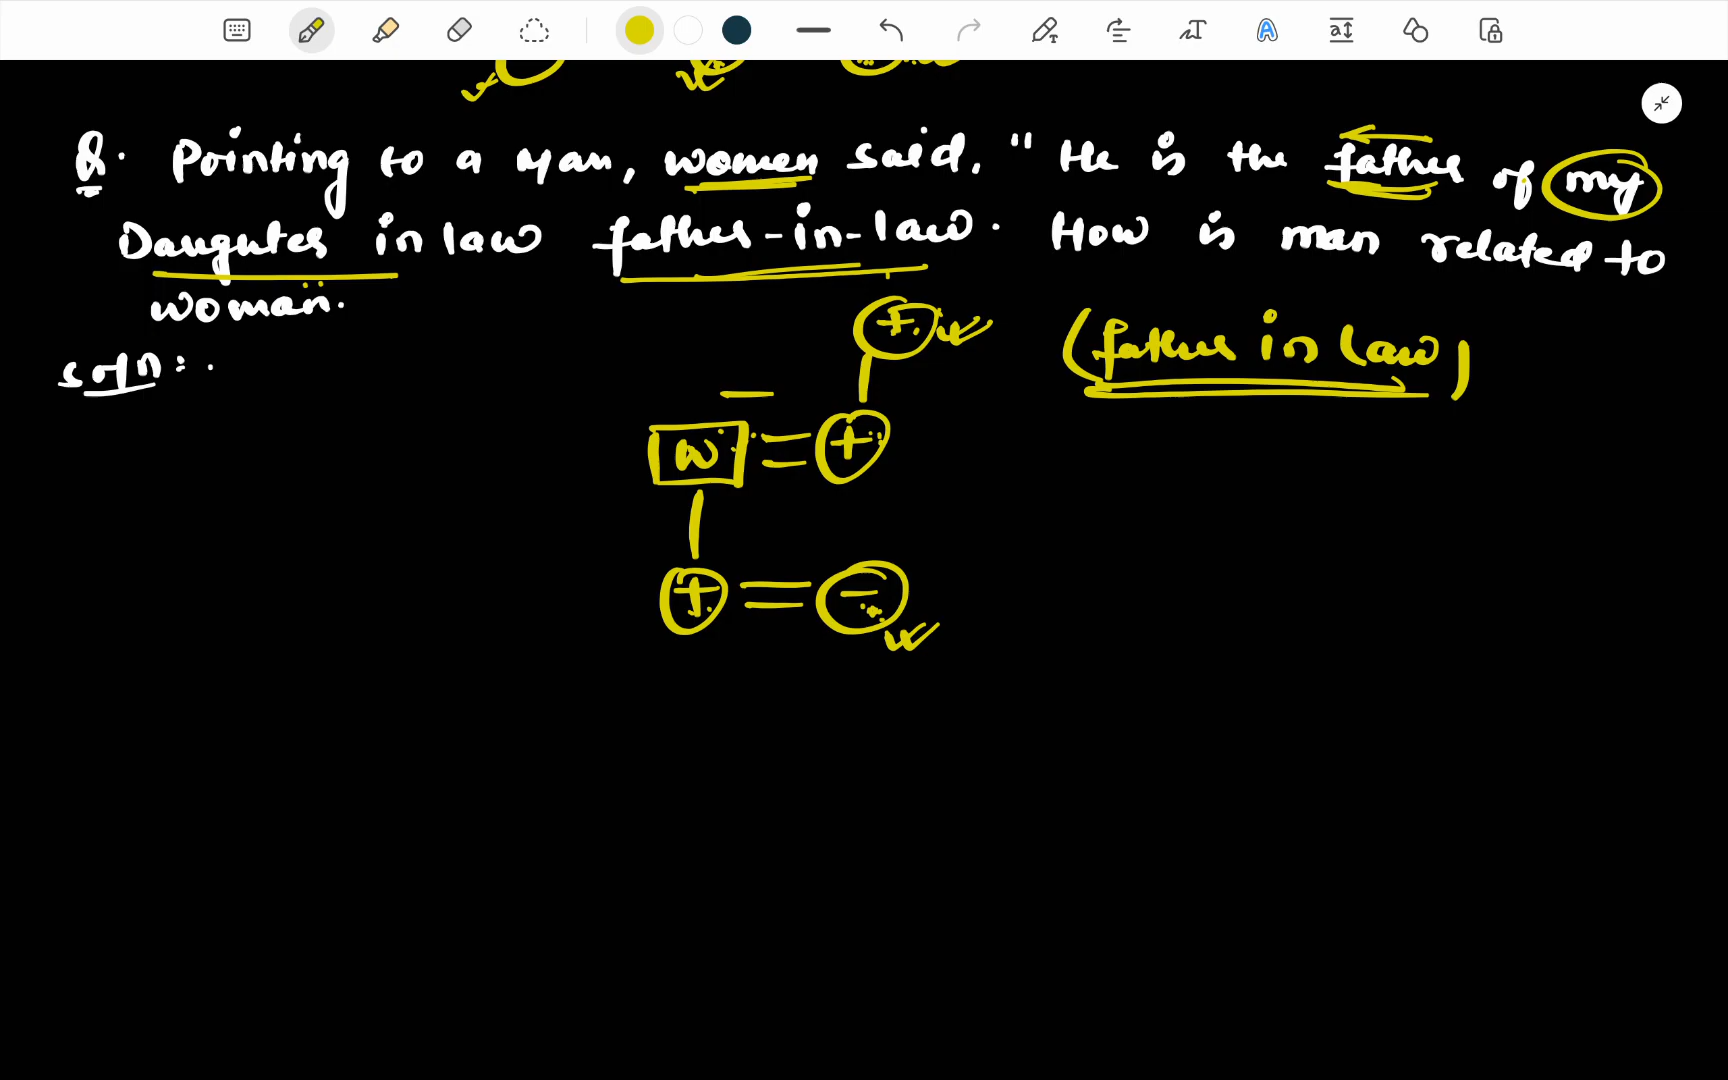 Q. Pointing to a man, women said, " He is the father of my
Daughter in law father-in-law. How is man related to
woman.
soln:.
+
(father in law)
W = +
+ = -